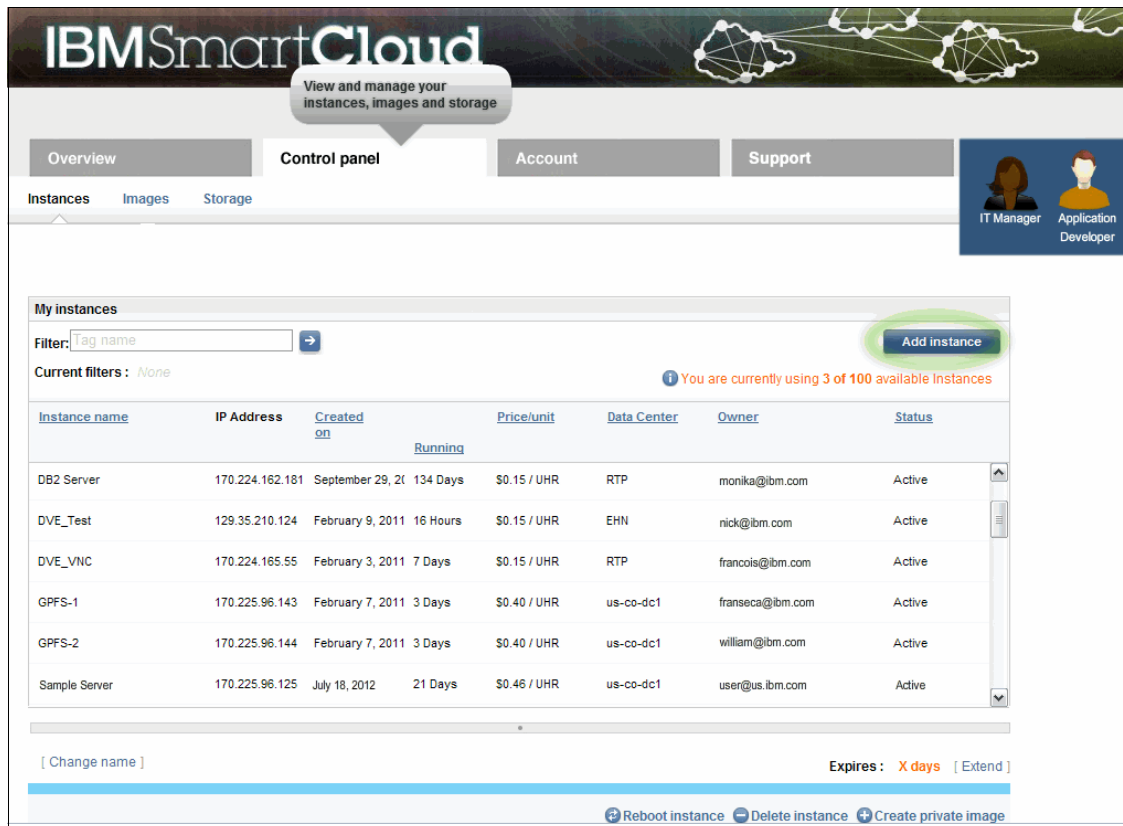 IBMSmartCloud
View and manage your
instances, images and storage
Overview Control panel Account Support
Instances Images Storage
IT Manager Application
Developer
My instances
Filter: Tag name
Add instance
Current filters : None
You are currently using 3 of 100 available Instances
Instance name IP Address Created on Running Price/unit Data Center Owner Status
DB2 Server 170.224.162.181 September 29, 20 134 Days $0.15 / UHR RTP monika@ibm.com Active
DVE_Test 129.35.210.124 February 9, 2011 16 Hours $0.15 / UHR EHN nick@ibm.com Active
DVE_VNC 170.224.165.55 February 3, 2011 7 Days $0.15 / UHR RTP francois@ibm.com Active
GPFS-1 170.225.96.143 February 7, 2011 3 Days $0.40 / UHR us-co-dc1 franseca@ibm.com Active
GPFS-2 170.225.96.144 February 7, 2011 3 Days $0.40 / UHR us-co-dc1 william@ibm.com Active
Sample Server 170.225.96.125 July 18, 2012 21 Days $0.46 / UHR us-co-dc1 user@us.ibm.com Active
[ Change name ]
Expires : X days [ Extend ]
Reboot instance Delete instance Create private image